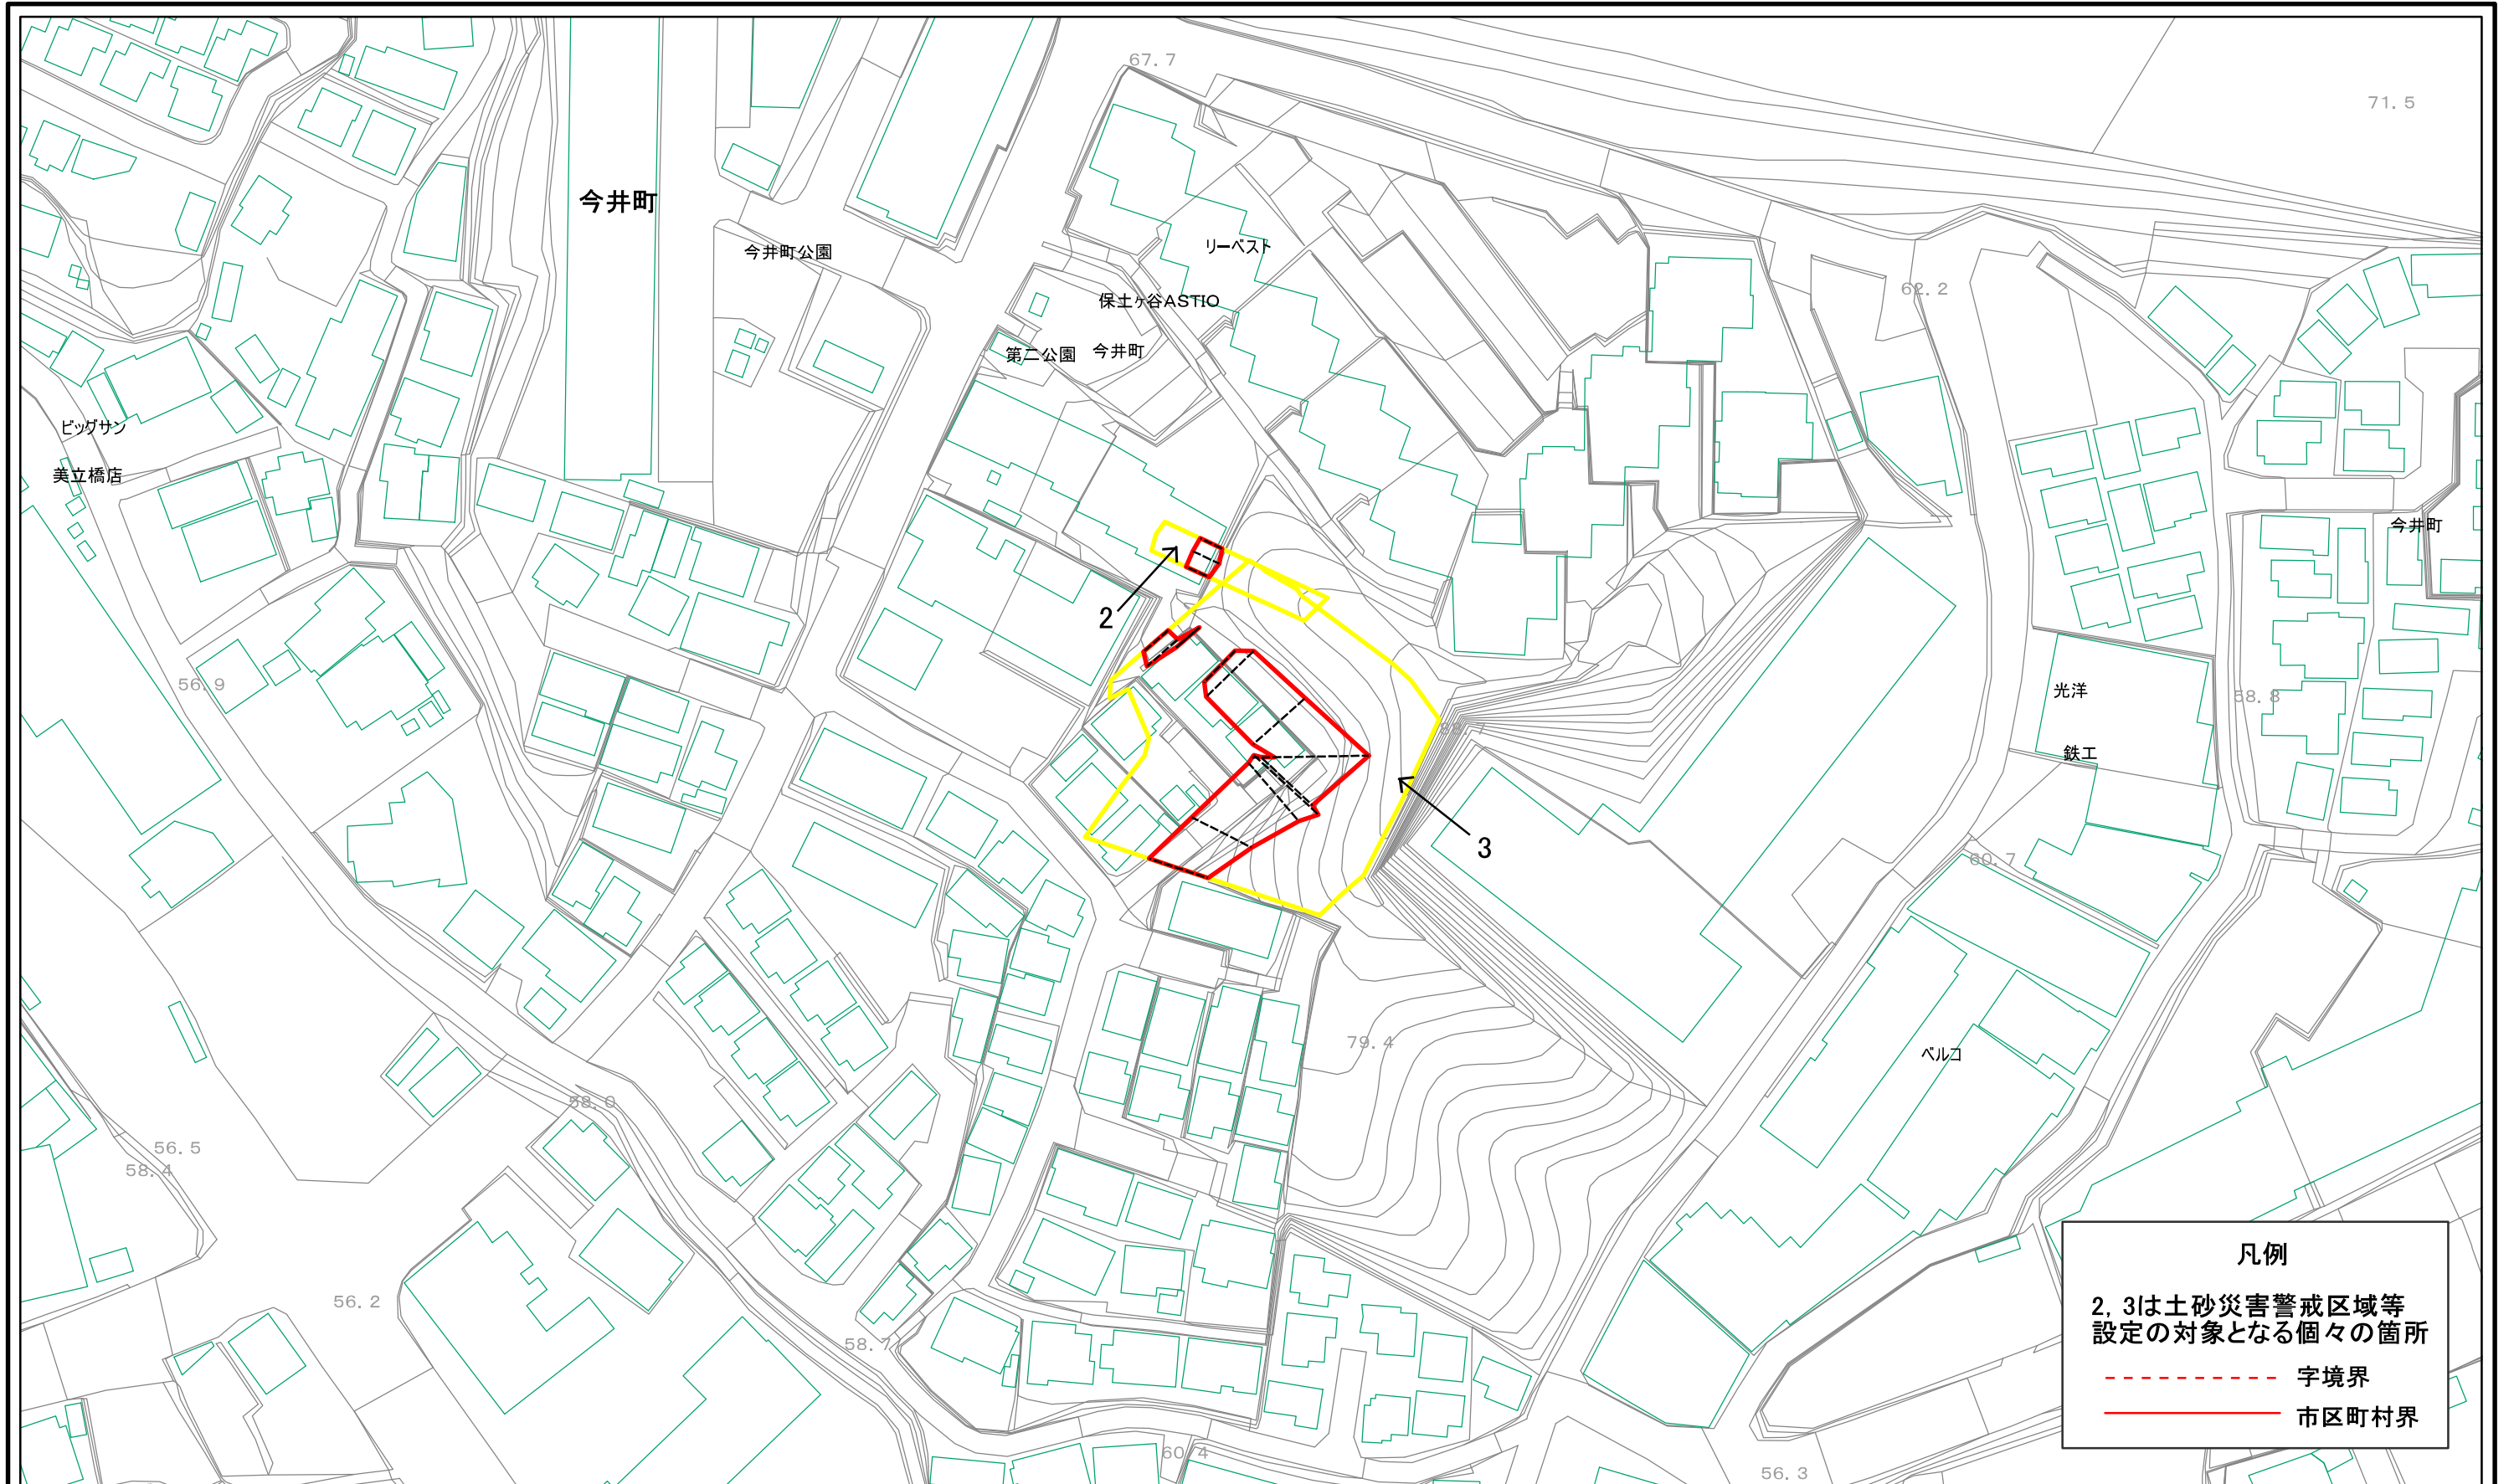 67.7
71.5
今井町
今井町公園
リーベスト
62.2
保土ヶ谷ASTIO
第二公園
今井町
ビッグサン
美立橋店
今井町
2
56.9
光洋
58.8
68.7
鉄工
3
60.7
79.4
ベルコ
58.0
56.5
58.4
56.2
58.7
60.4
56.3
凡例
2, 3は土砂災害警戒区域等
設定の対象となる個々の箇所
字境界
市区町村界